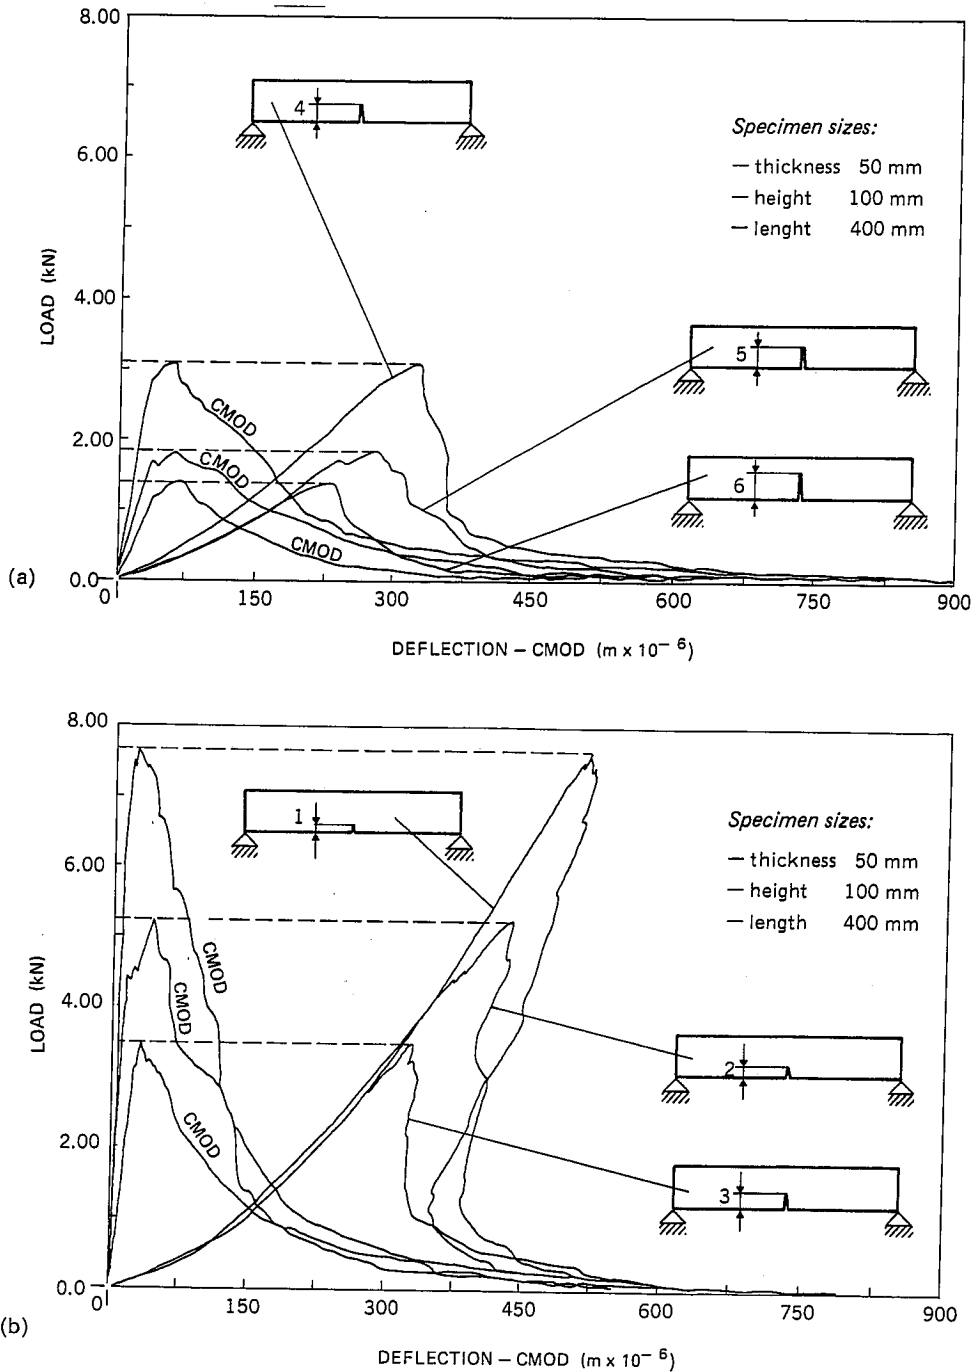 8.00
4
Specimen sizes:
6.00
— thickness 50 mm
— height 100 mm
— lenght 400 mm
LOAD (kN)
4.00
5
CMOD
2.00
CMOD
6
CMOD
(a)
0.0
0 150 300 450 600 750 900
DEFLECTION – CMOD (m x 10– 6)
8.00
1
Specimen sizes:
6.00
— thickness 50 mm
— height 100 mm
— length 400 mm
CMOD
LOAD (kN)
CMOD
4.00
2
CMOD
2.00
3
0.0
0 150 300 450 600 750 900
(b)
DEFLECTION – CMOD (m x 10– 6)